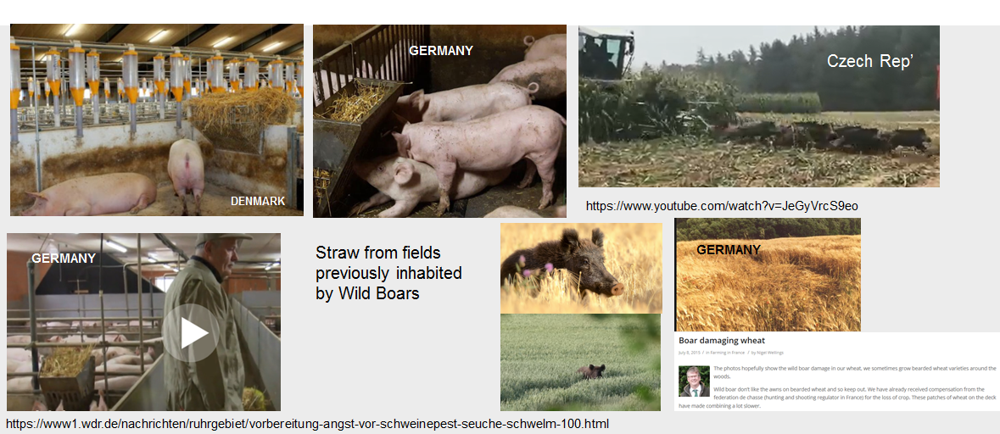 DENMARK
GERMANY
Czech Rep’
https://www.youtube.com/watch?v=JeGyVrcS9eo
GERMANY
Straw from fields
previously inhabited
by Wild Boars
GERMANY
Boar damaging wheat
July 8, 2015 / in Farming in France / by Nigel Wellings
The photos hopefully show the wild boar damage in our wheat, we sometimes grow bearded wheat varieties around the
woods.
Wild boar don’t like the awns on bearded wheat and so keep out. We have already received compensation from the
federation de chasse (hunting and shooting regulator in France) for the loss of crop. These patches of wheat on the deck
have made combining a lot slower.
https://www1.wdr.de/nachrichten/ruhrgebiet/vorbereitung-angst-vor-schweinepest-seuche-schwelm-100.html